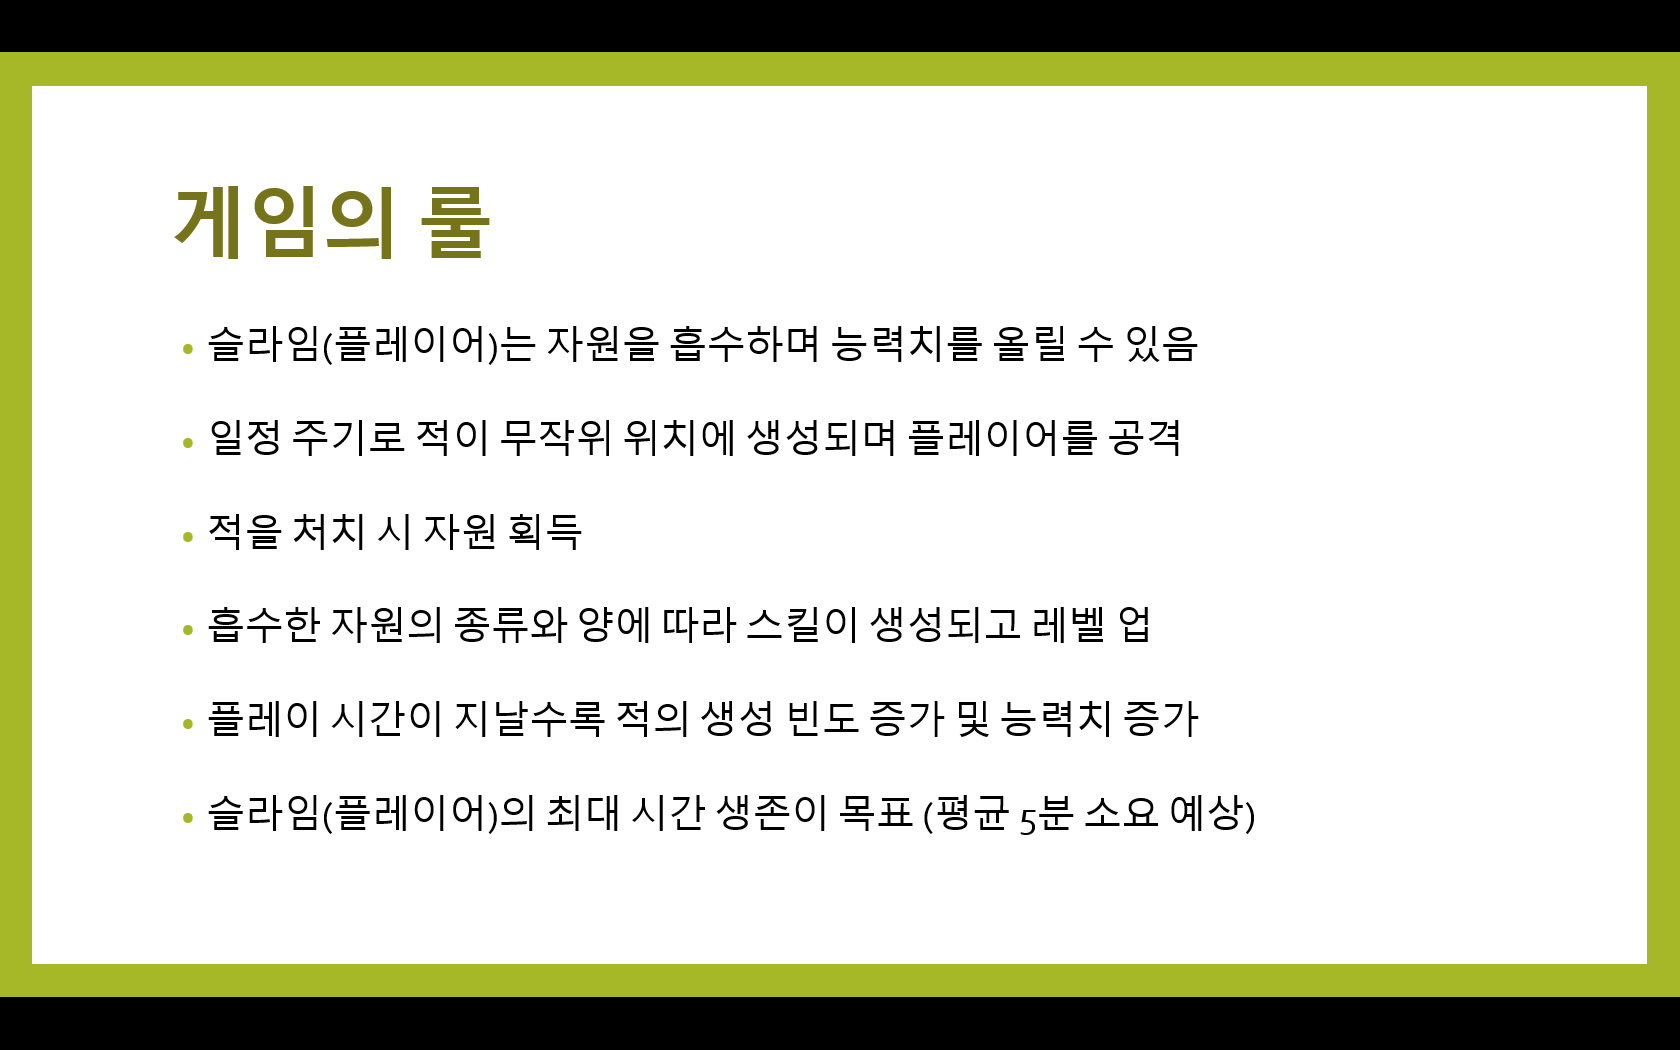 게임의 룰
• 슬라임(플레이어)는 자원을 흡수하며 능력치를 올릴 수 있음
• 일정 주기로 적이 무작위 위치에 생성되며 플레이어를 공격
• 적을 처치 시 자원 획득
• 흡수한 자원의 종류와 양에 따라 스킬이 생성되고 레벨 업
• 플레이 시간이 지날수록 적의 생성 빈도 증가 및 능력치 증가
• 슬라임(플레이어)의 최대 시간 생존이 목표 (평균 5분 소요 예상)